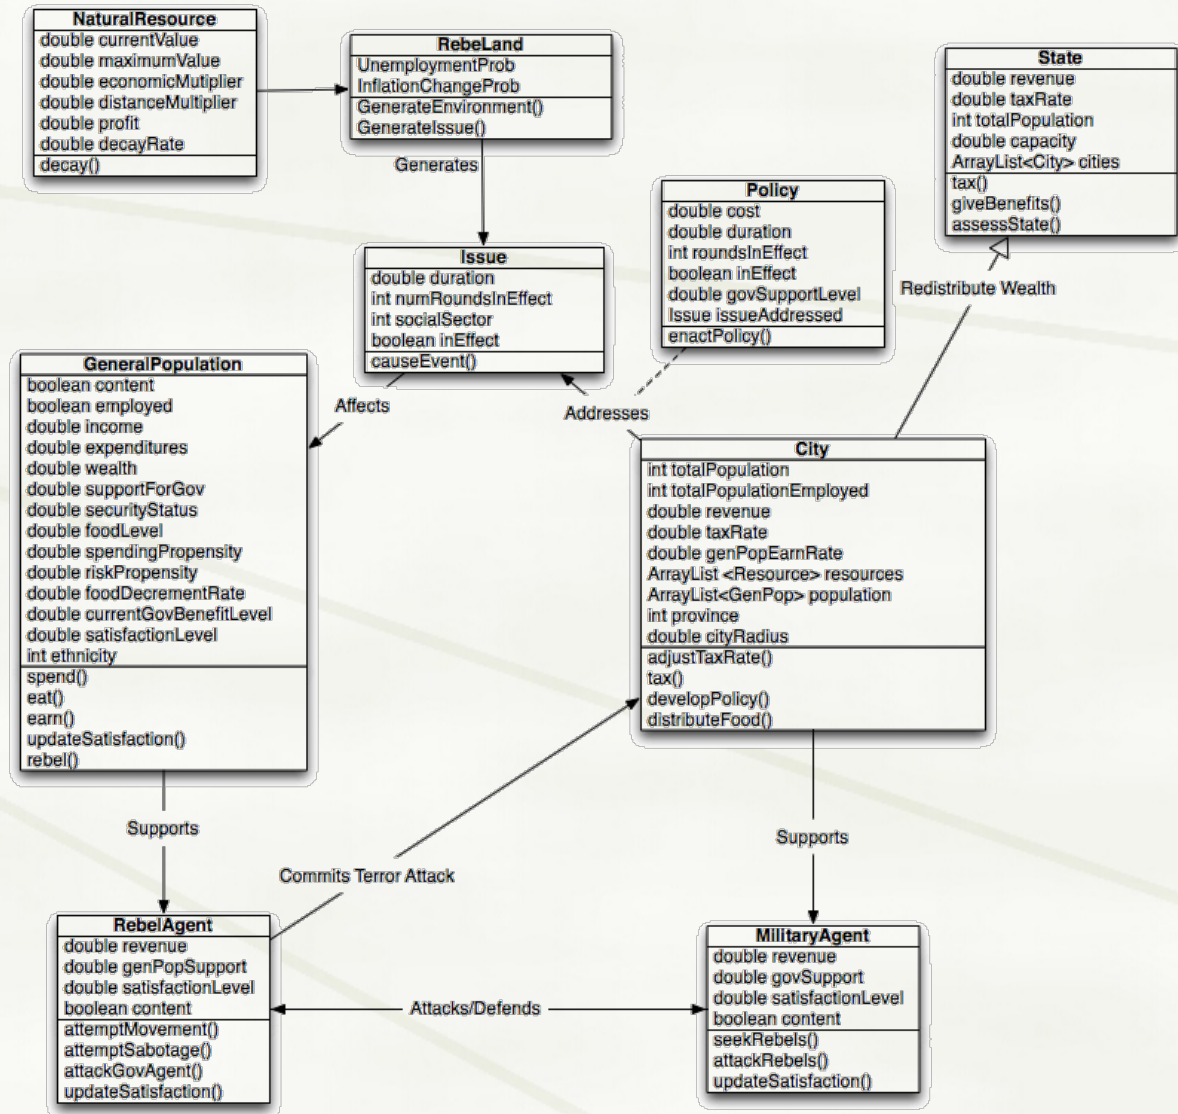 NaturalResource
double currentValue
double maximumValue
double economicMutiplier
double distanceMultiplier
double profit
double decayRate
decay()
RebeLand
UnemploymentProb
InflationChangeProb
GenerateEnvironment()
GenerateIssue()
State
double revenue
double taxRate
int totalPopulation
double capacity
ArrayList<City> cities
tax()
giveBenefits()
assessState()
Generates
Policy
double cost
double duration
int roundsInEffect
boolean inEffect
double govSupportLevel
Issue issueAddressed
enactPolicy()
Issue
double duration
int numRoundsInEffect
int socialSector
boolean inEffect
causeEvent()
Redistribute Wealth
GeneralPopulation
boolean content
boolean employed
double income
double expenditures
double wealth
double supportForGov
double securityStatus
double foodLevel
double spendingPropensity
double riskPropensity
double foodDecrementRate
double currentGovBenefitLevel
double satisfactionLevel
int ethnicity
spend()
eat()
earn()
updateSatisfaction()
rebel()
Affects
Addresses
City
int totalPopulation
int totalPopulationEmployed
double revenue
double taxRate
double genPopEarnRate
ArrayList <Resource> resources
ArrayList<GenPop> population
int province
double cityRadius
adjustTaxRate()
tax()
developPolicy()
distributeFood()
Supports
Supports
Commits Terror Attack
RebelAgent
double revenue
double genPopSupport
double satisfactionLevel
boolean content
attemptMovement()
attemptSabotage()
attackGovAgent()
updateSatisfaction()
Attacks/Defends
MilitaryAgent
double revenue
double govSupport
double satisfactionLevel
boolean content
seekRebels()
attackRebels()
updateSatisfaction()